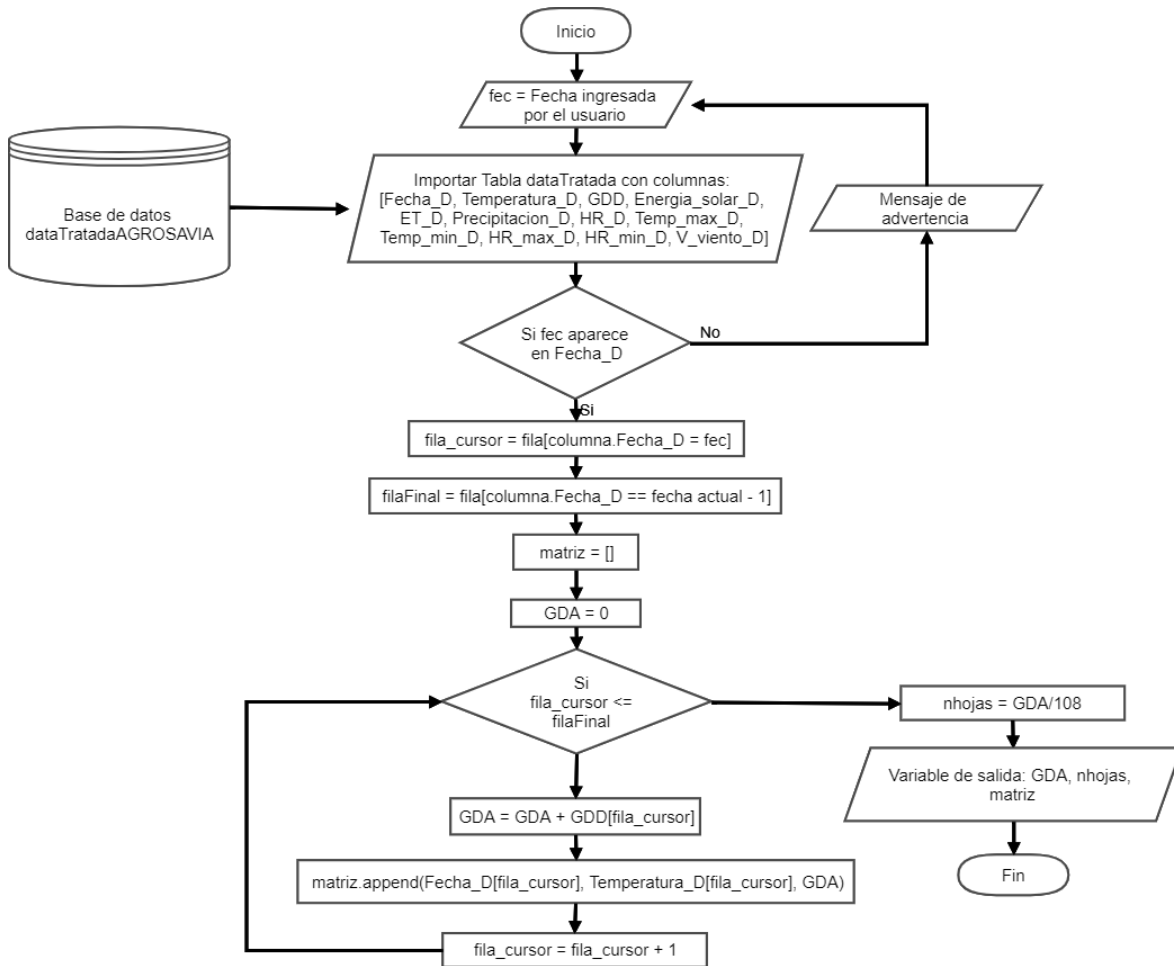 Inicio
fec = Fecha ingresada
por el usuario
Base de datos
dataTratadaAGROSAVIA
Importar Tabla dataTratada con columnas:
[Fecha_D, Temperatura_D, GDD, Energia_solar_D,
ET_D, Precipitacion_D, HR_D, Temp_max_D,
Temp_min_D, HR_max_D, HR_min_D, V_viento_D]
Mensaje de
advertencia
Si fec aparece
en Fecha_D
No
Si
fila_cursor = fila[columna.Fecha_D = fec]
filaFinal = fila[columna.Fecha_D == fecha actual - 1]
matriz = []
GDA = 0
Si
fila_cursor <=
filaFinal
nhojas = GDA/108
Variable de salida: GDA, nhojas,
matriz
Fin
GDA = GDA + GDD[fila_cursor]
matriz.append(Fecha_D[fila_cursor], Temperatura_D[fila_cursor], GDA)
fila_cursor = fila_cursor + 1